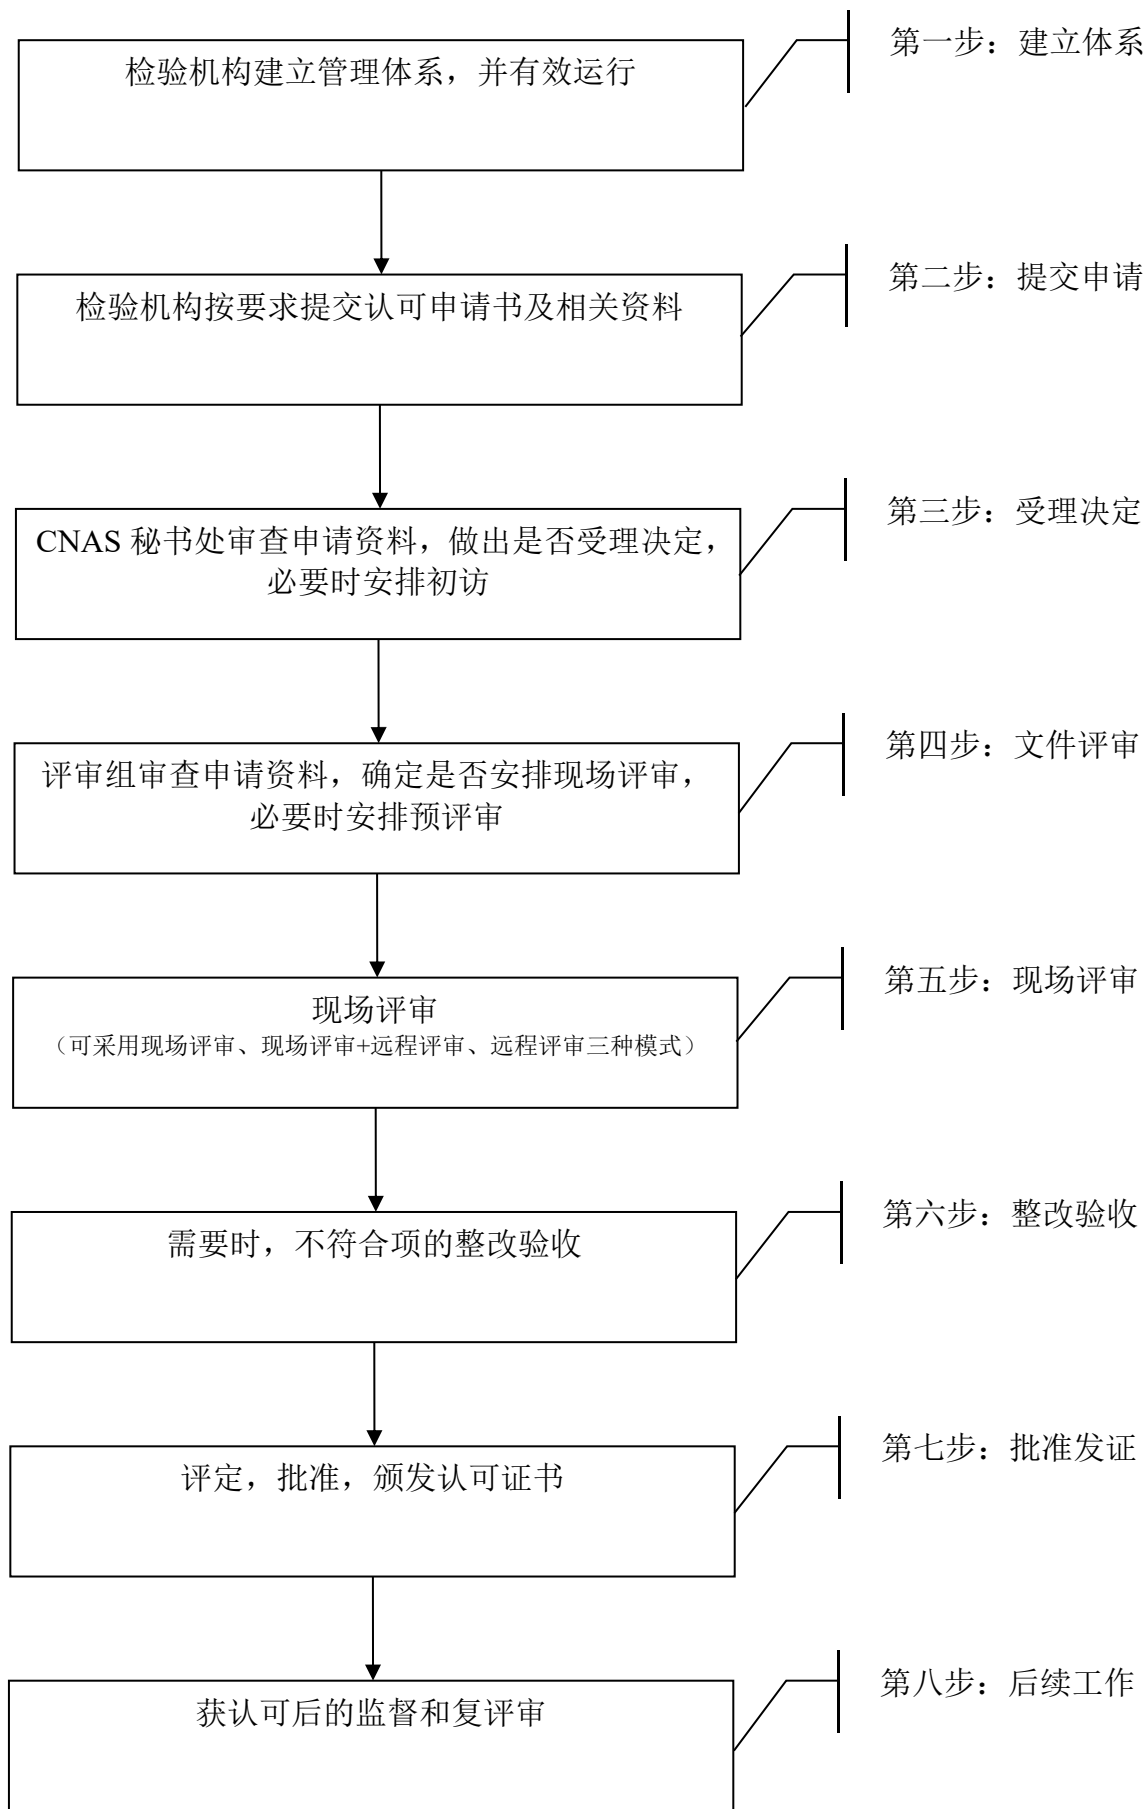 第一步：建立体系
检验机构建立管理体系，并有效运行
第二步：提交申请
检验机构按要求提交认可申请书及相关资料
第三步：受理决定
CNAS 秘书处审查申请资料，做出是否受理决定，
必要时安排初访
第四步：文件评审
评审组审查申请资料，确定是否安排现场评审，
必要时安排预评审
第五步：现场评审
现场评审
（可采用现场评审、现场评审+远程评审、远程评审三种模式）
第六步：整改验收
需要时，不符合项的整改验收
第七步：批准发证
评定，批准，颁发认可证书
第八步：后续工作
获认可后的监督和复评审